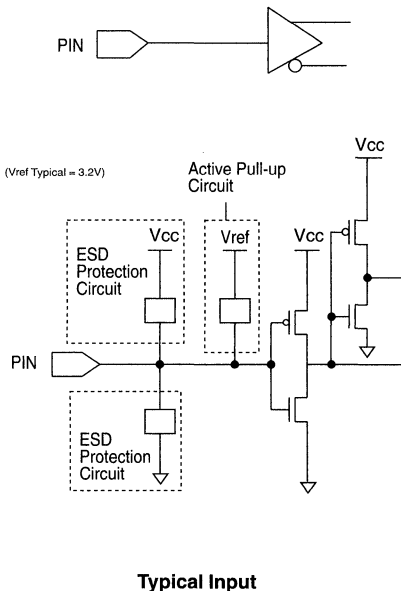 PIN
Vcc
(Vref Typical = 3.2V)
Active Pull-up
Circuit
Vcc
Vref
Vcc
ESD
Protection
Circuit
PIN
ESD
Protection
Circuit
Typical Input